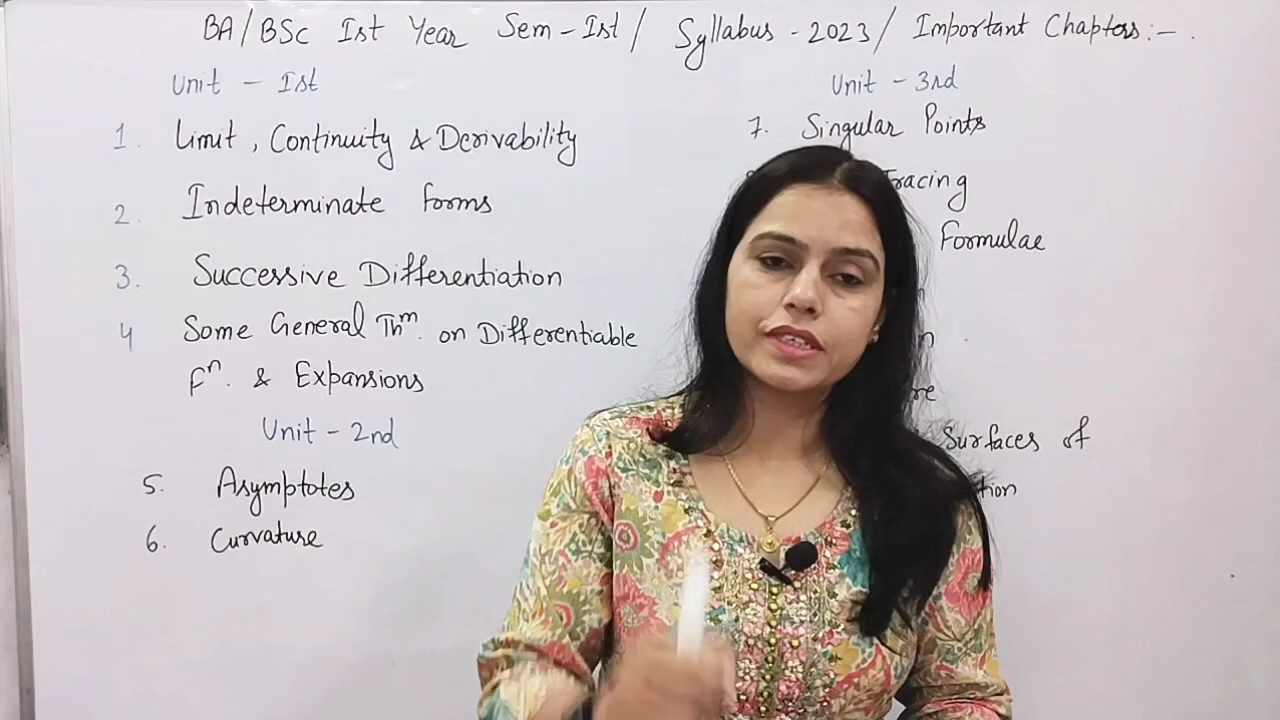 BA/BSc Ist Year Sem-Ist/ Syllabus-2023/ Important Chapters:-
Unit - Ist
1. Limit, Continuity & Derivability
2. Indeterminate forms
3. Successive Differentiation
4 Some General Thm. on Differentiable
Fn. & Expansions
Unit - 2nd
5. Asymptotes
6. Curvature
Unit - 3rd
7. Singular Points
Tracing
Formulae
Surfaces of